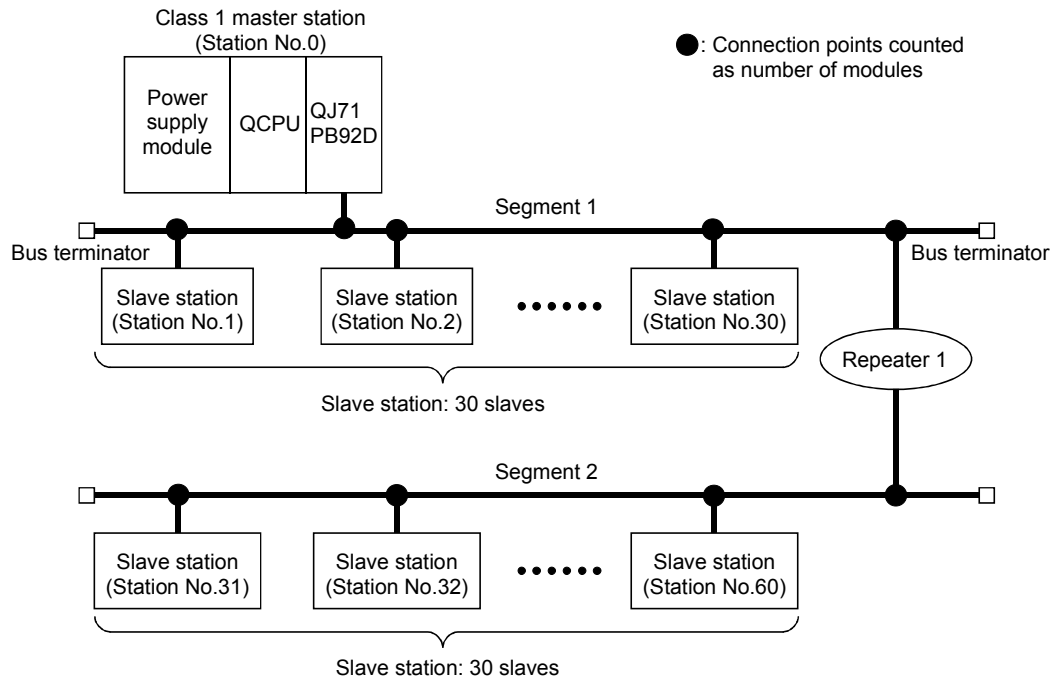 Class 1 master station
(Station No.0)
●: Connection points counted
as number of modules
Power
supply
module
QCPU
QJ71
PB92D
Segment 1
Bus terminator
Bus terminator
Slave station
(Station No.1)
Slave station
(Station No.2)
••••••
Slave station
(Station No.30)
Repeater 1
Slave station: 30 slaves
Segment 2
Slave station
(Station No.31)
Slave station
(Station No.32)
••••••
Slave station
(Station No.60)
Slave station: 30 slaves